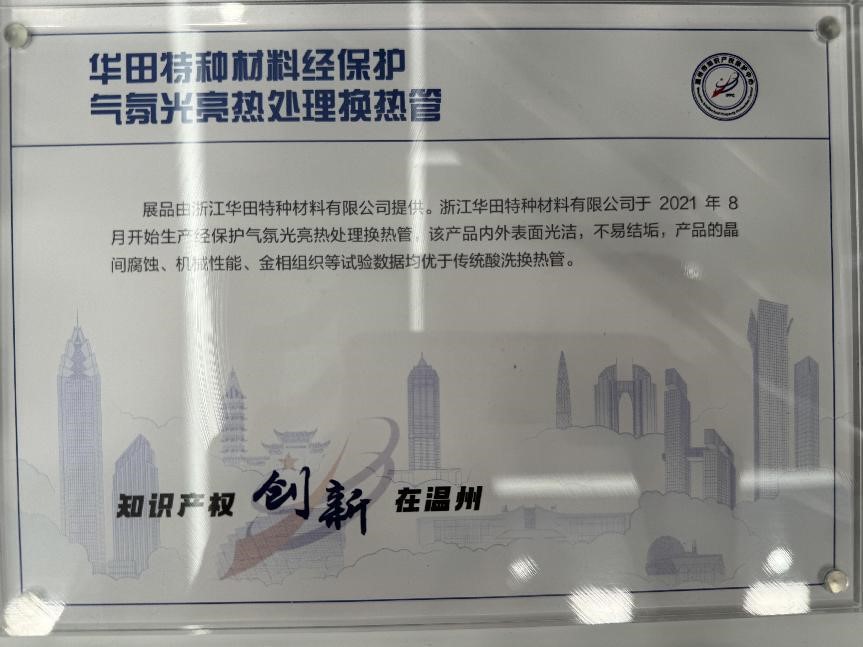 华田特种材料经保护
气氛光亮热处理换热管
展品由浙江华田特种材料有限公司提供。浙江华田特种材料有限公司于 2021 年 8
月开始生产经保护气氛光亮热处理换热管，该产品内外表面光洁，不易结垢，产品的晶
间腐蚀、机械性能、金相组织等试验数据均优于传统酸洗换热管。
知识产权 创新 在温州